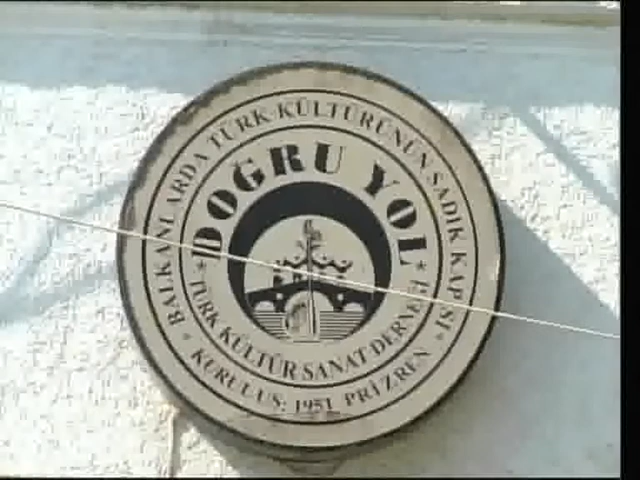 BALKANLARDA TÜRK KÜLTÜRÜNÜN SADIK KAPISI
DOĞRU YOL
TÜRK KÜLTÜR SANAT DERNEĞİ
KURULUŞ: 1951 PRİZREN